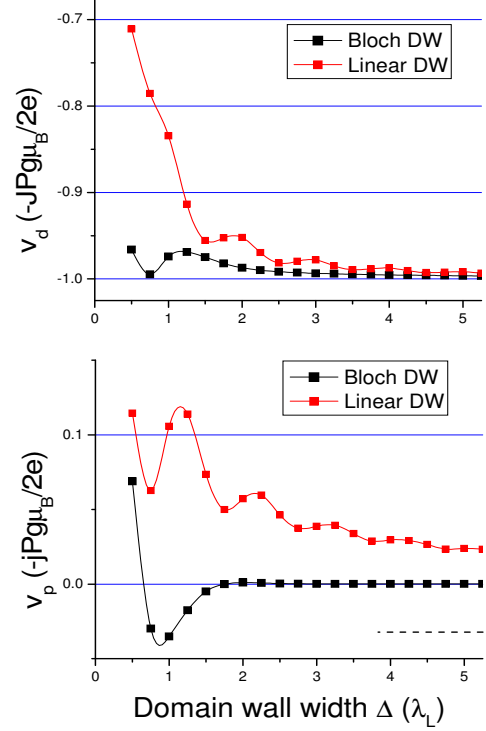 -0.7
-0.8
-0.9
-1.0
v_d (-JPgμ_B/2e)
Bloch DW
Linear DW
0 1 2 3 4 5
0.1
0.0
v_p (-jPgμ_B/2e)
Bloch DW
Linear DW
0 1 2 3 4 5
Domain wall width Δ (λ_L)